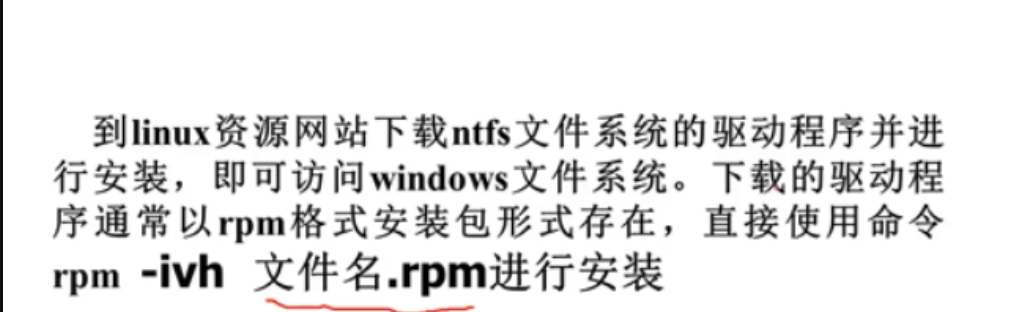 到linux资源网站下载ntfs文件系统的驱动程序并进
行安装，即可访问windows文件系统。下载的驱动程
序通常以rpm格式安装包形式存在，直接使用命令
rpm -ivh 文件名.rpm进行安装